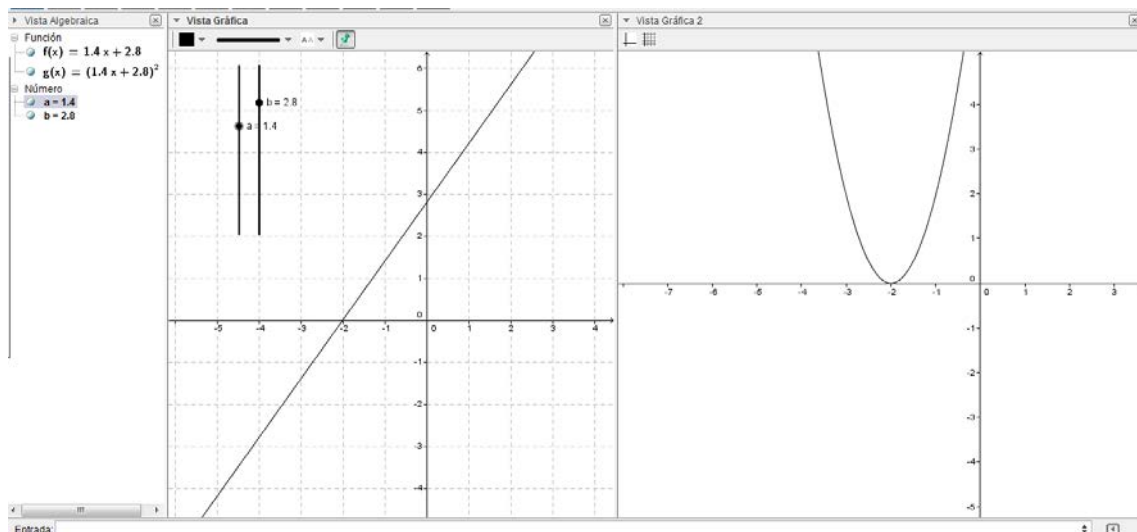 Vista Algebraica
Función
f(x) = 1.4 x + 2.8
g(x) = (1.4 x + 2.8)²
Número
a = 1.4
b = 2.8
Vista Gráfica
AA
b = 2.8
a = 1.4
6
5
4
3
2
1
0
-1
-2
-3
-4
-5 -4 -3 -2 -1 0 1 2 3 4
Vista Gráfica 2
4
3
2
1
0
-1
-2
-3
-4
-5
-7 -6 -5 -4 -3 -2 -1 0 1 2 3
Entrada: